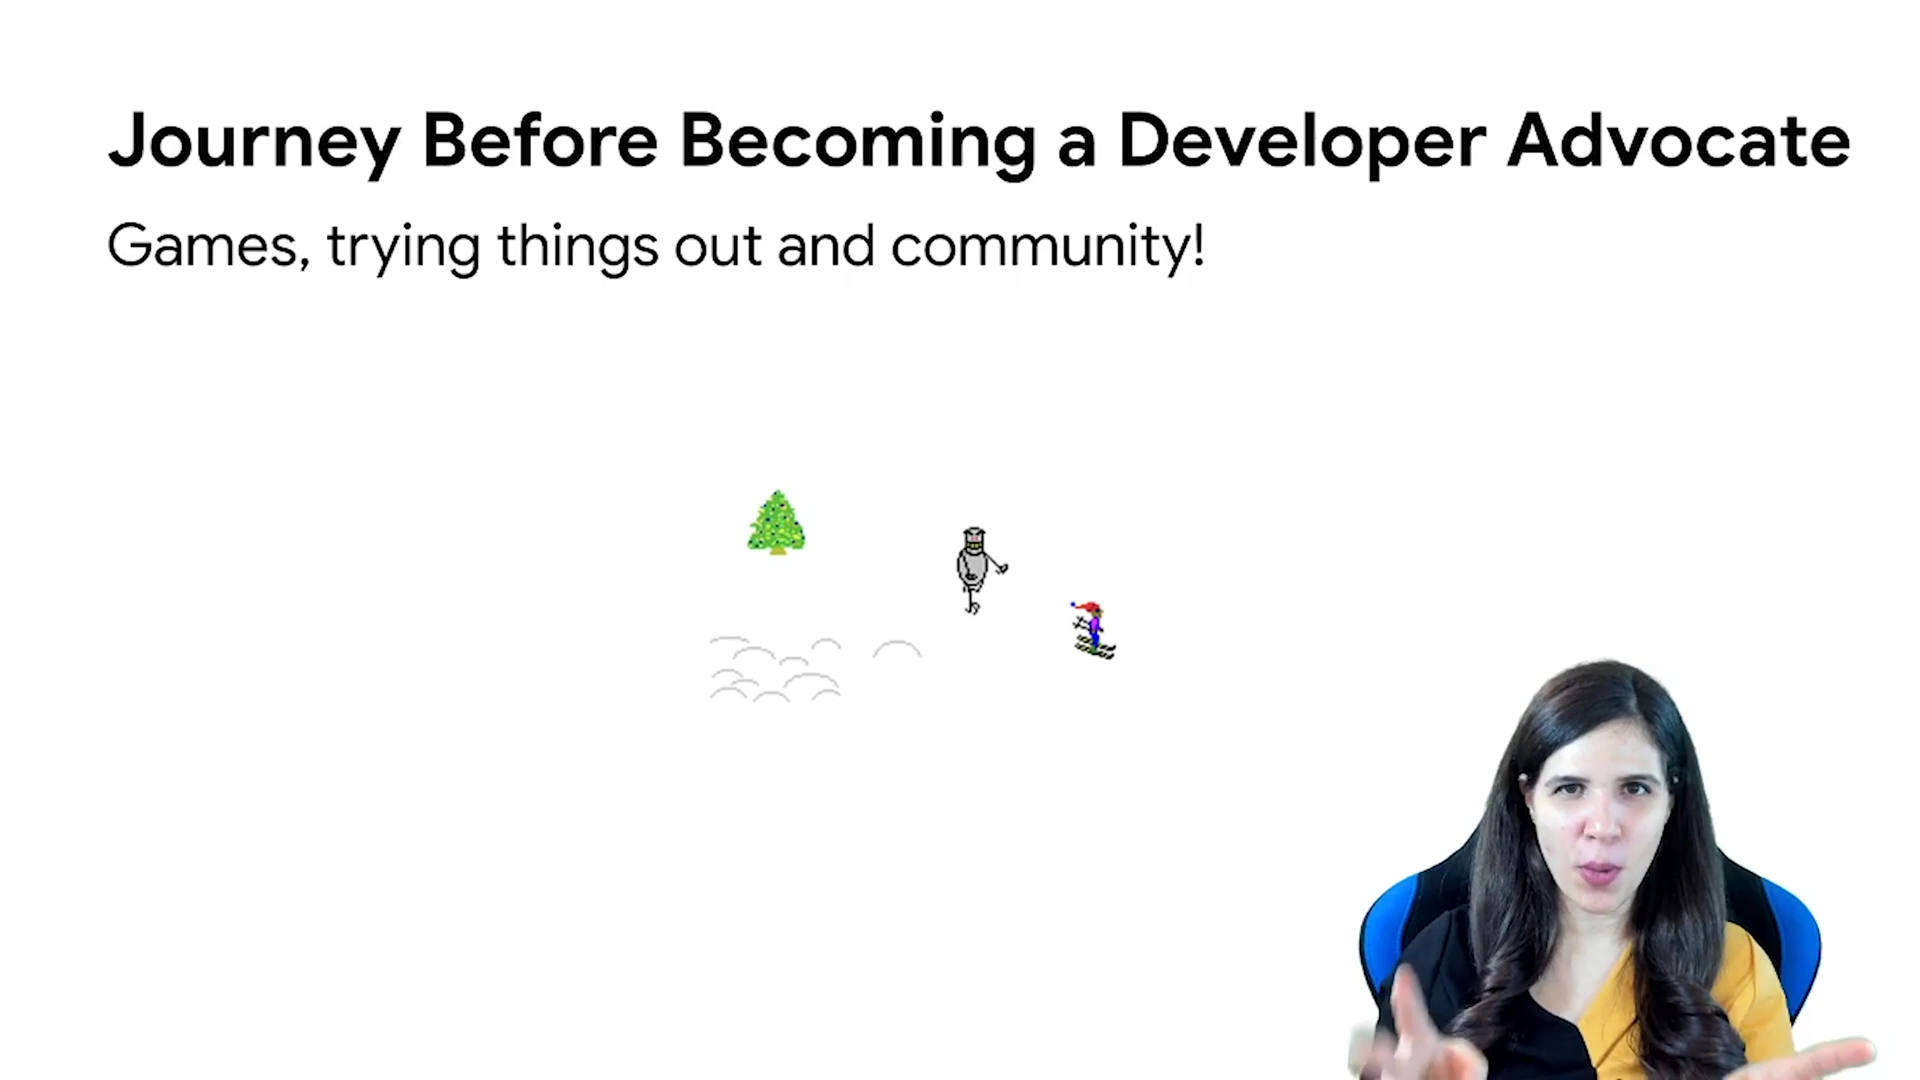 Journey Before Becoming a Developer Advocate
Games, trying things out and community!